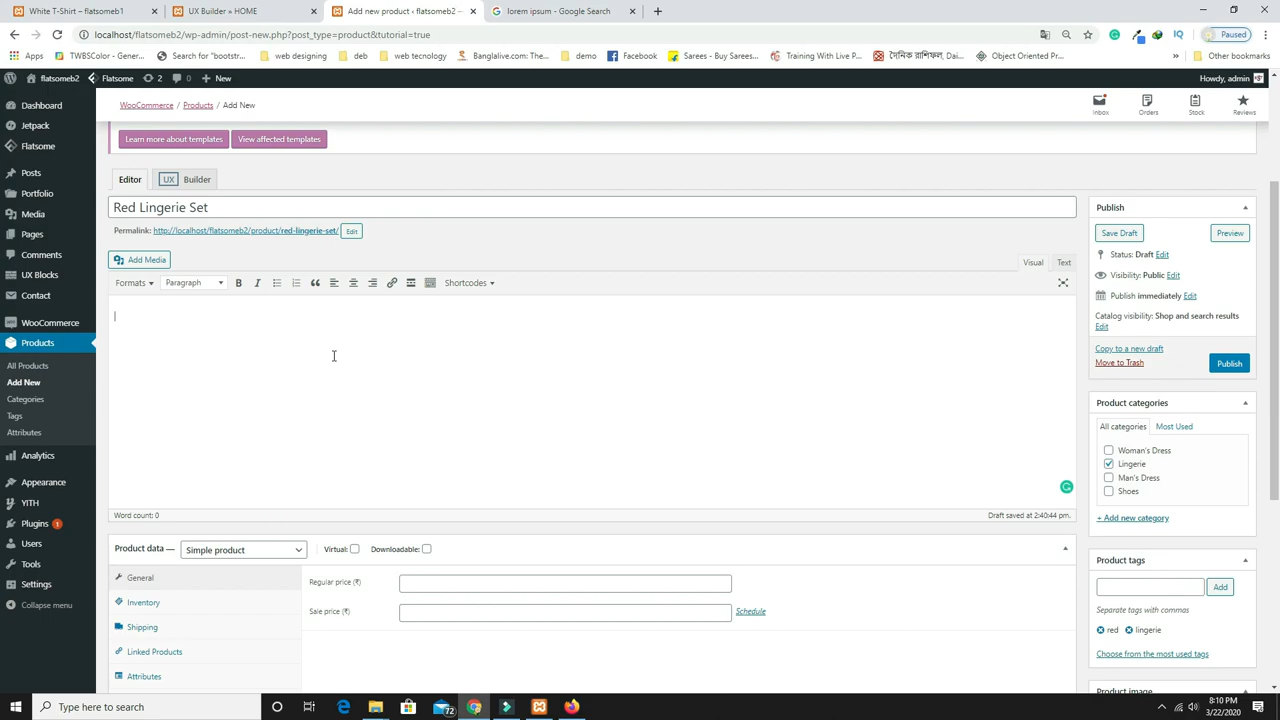 White T-Shirt – Flatsome1
UX Builder » HOME
Add new product ‹ flatsomeb2 —
lorem ipsum - Google Search
localhost/flatsomeb2/wp-admin/post-new.php?post_type=product&tutorial=true
Paused
Apps
TWBSColor - Gener...
Search for "bootstr...
web designing
web tecnology
Banglalive.com: The...
demo
Facebook
Sarees – Buy Sarees...
Training With Live P...
দৈনিক রাশিফল, Dai...
Object Oriented Pr...
Other bookmarks
flatsomeb2
Flatsome
2
0
New
Howdy, admin
Dashboard
Jetpack
Flatsome
Posts
Portfolio
Media
Pages
Comments
UX Blocks
Contact
WooCommerce
Products
All Products
Add New
Categories
Tags
Attributes
Analytics
Appearance
YITH
Plugins 1
Users
Tools
Settings
Collapse menu
WooCommerce / Products / Add New
Inbox
Orders
Stock
Reviews
Learn more about templates
View affected templates
Editor
UX Builder
Red Lingerie Set
Permalink: http://localhost/flatsomeb2/product/red-lingerie-set/ Edit
Add Media
Visual
Text
Formats
Paragraph
B
I
Shortcodes
Word count: 0
Draft saved at 2:40:44 pm.
Product data —
Simple product
Virtual:
Downloadable:
General
Inventory
Shipping
Linked Products
Attributes
Regular price (₹)
Sale price (₹)
Schedule
Publish
Save Draft
Preview
Status: Draft Edit
Visibility: Public Edit
Publish immediately Edit
Catalog visibility: Shop and search results
Edit
Copy to a new draft
Move to Trash
Publish
Product categories
All categories
Most Used
Woman's Dress
Lingerie
Man's Dress
Shoes
+ Add new category
Product tags
Add
Separate tags with commas
red
lingerie
Choose from the most used tags
Product image
Type here to search
72
8:10 PM
3/22/2020